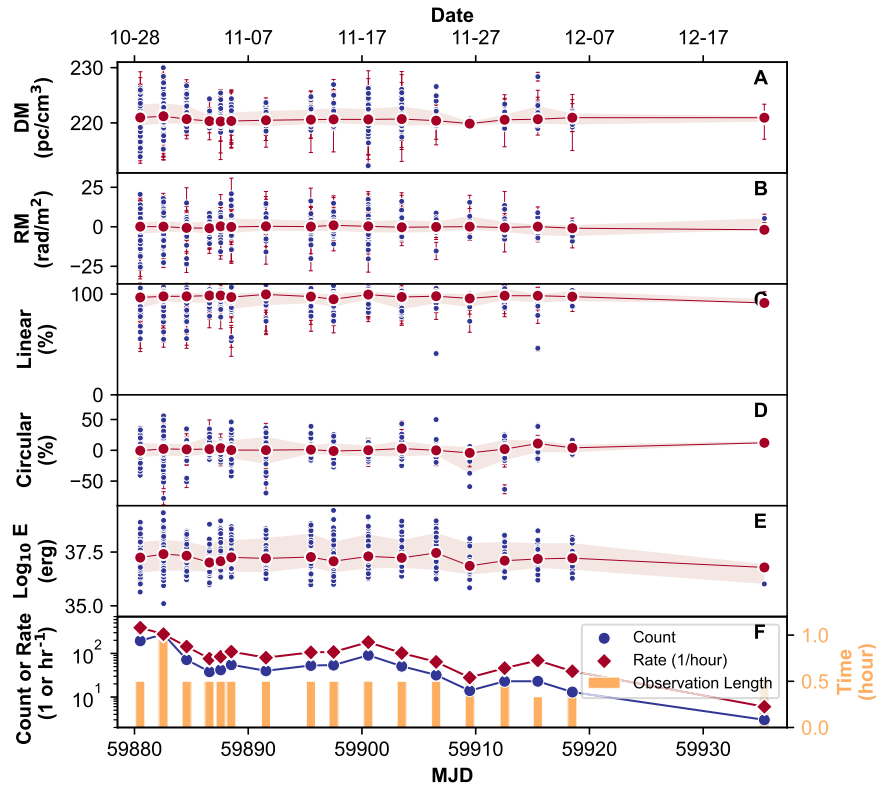 Date
10-28 11-07 11-17 11-27 12-07 12-17
230
220
DM
(pc/cm³)
A
25
0
−25
RM
(rad/m²)
B
100
0
Linear
(%)
C
50
0
−50
Circular
(%)
D
37.5
35.0
Log₁₀ E
(erg)
E
10²
10¹
Count or Rate
(1 or hr⁻¹)
F
Count
Rate (1/hour)
Observation Length
1.0
0.5
0.0
Time
(hour)
59880 59890 59900 59910 59920 59930
MJD